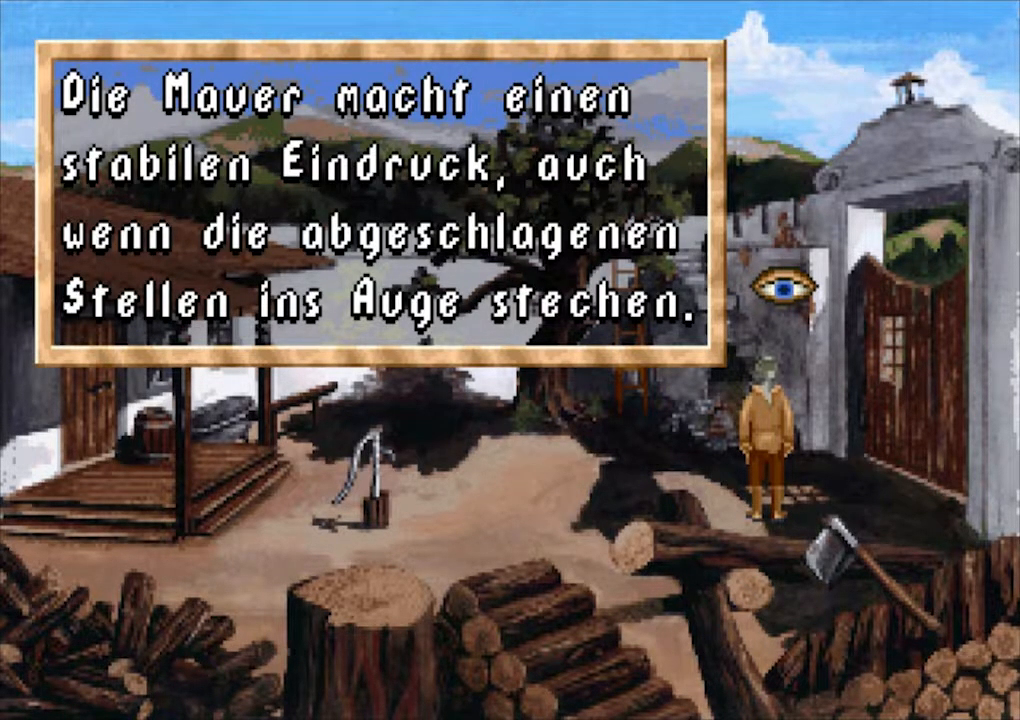 Die Mauer macht einen
stabilen Eindruck, auch
wenn die abgeschlagenen
Stellen ins Auge stechen.